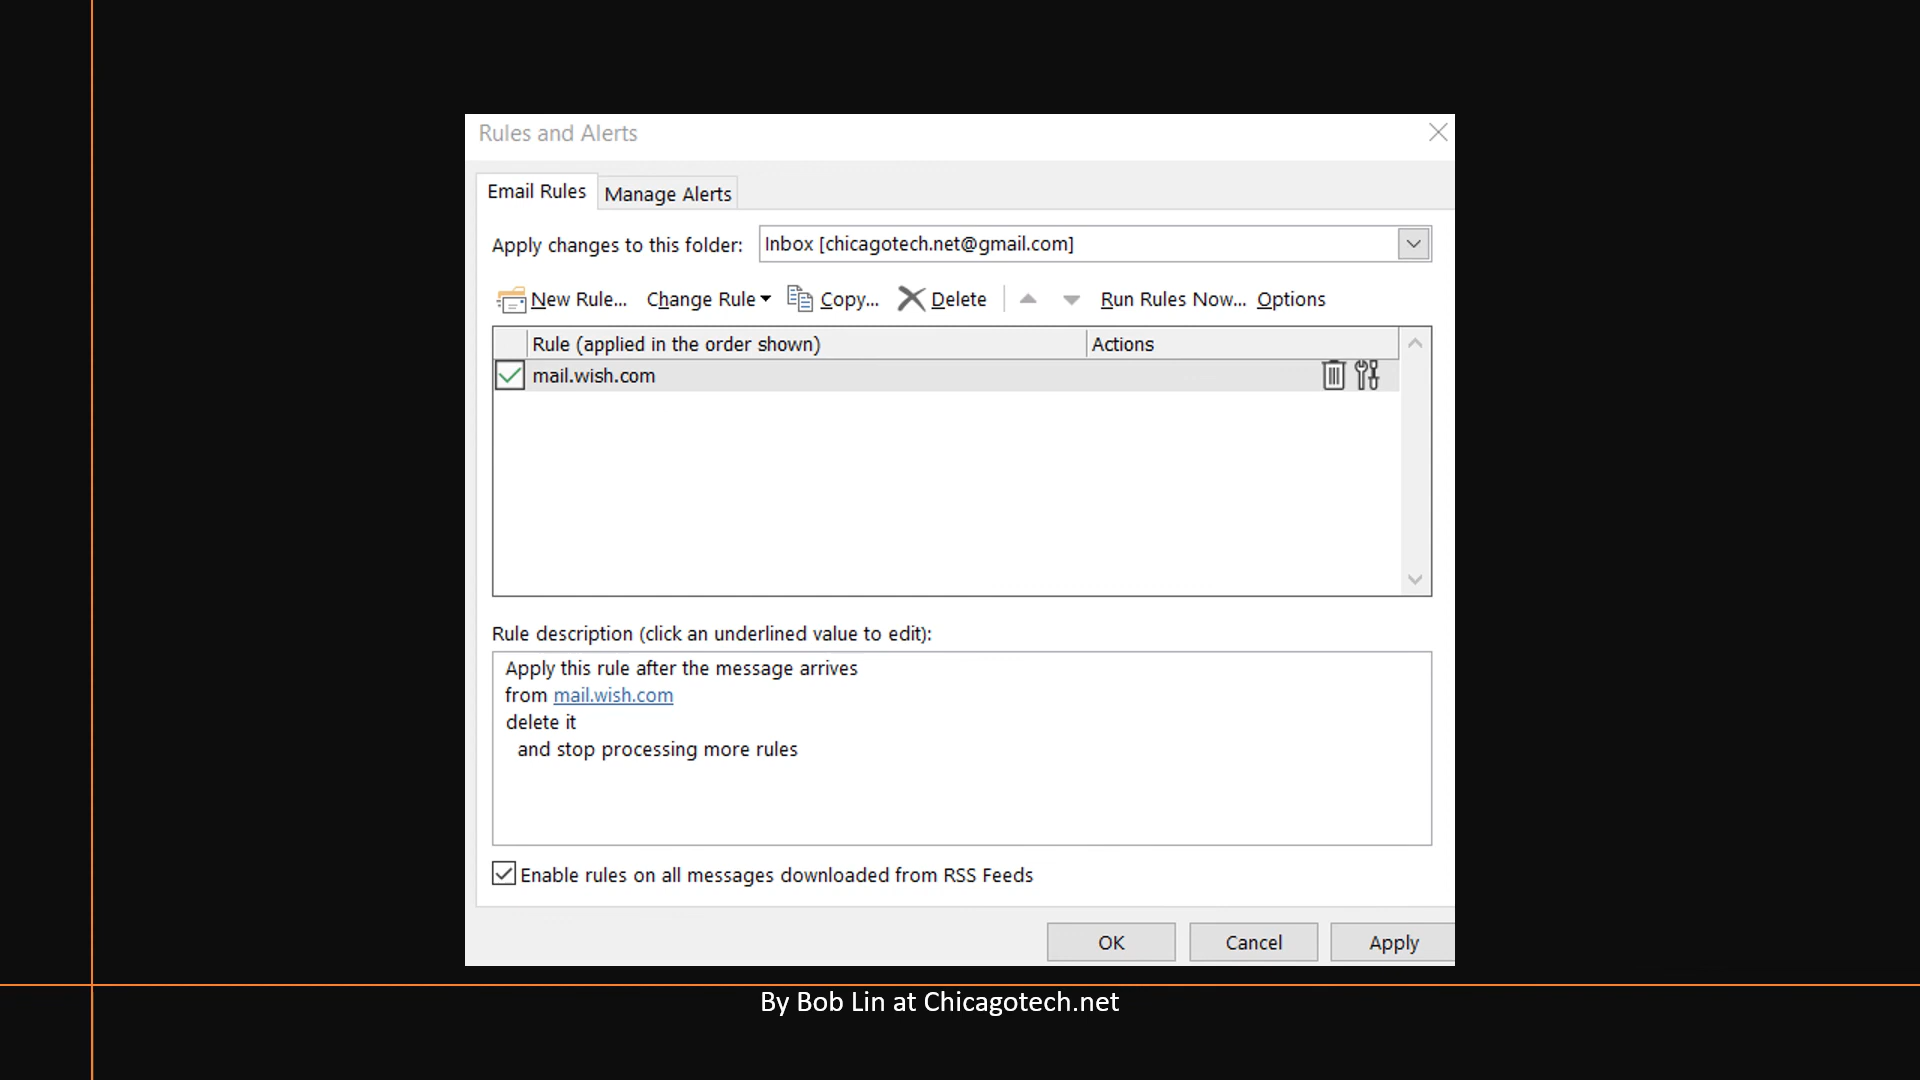 Rules and Alerts
Email Rules
Manage Alerts
Apply changes to this folder:
Inbox [chicagotech.net@gmail.com]
New Rule... Change Rule Copy... Delete Run Rules Now... Options
Rule (applied in the order shown)
Actions
mail.wish.com
Rule description (click an underlined value to edit):
Apply this rule after the message arrives
from mail.wish.com
delete it
and stop processing more rules
Enable rules on all messages downloaded from RSS Feeds
OK
Cancel
Apply
By Bob Lin at Chicagotech.net